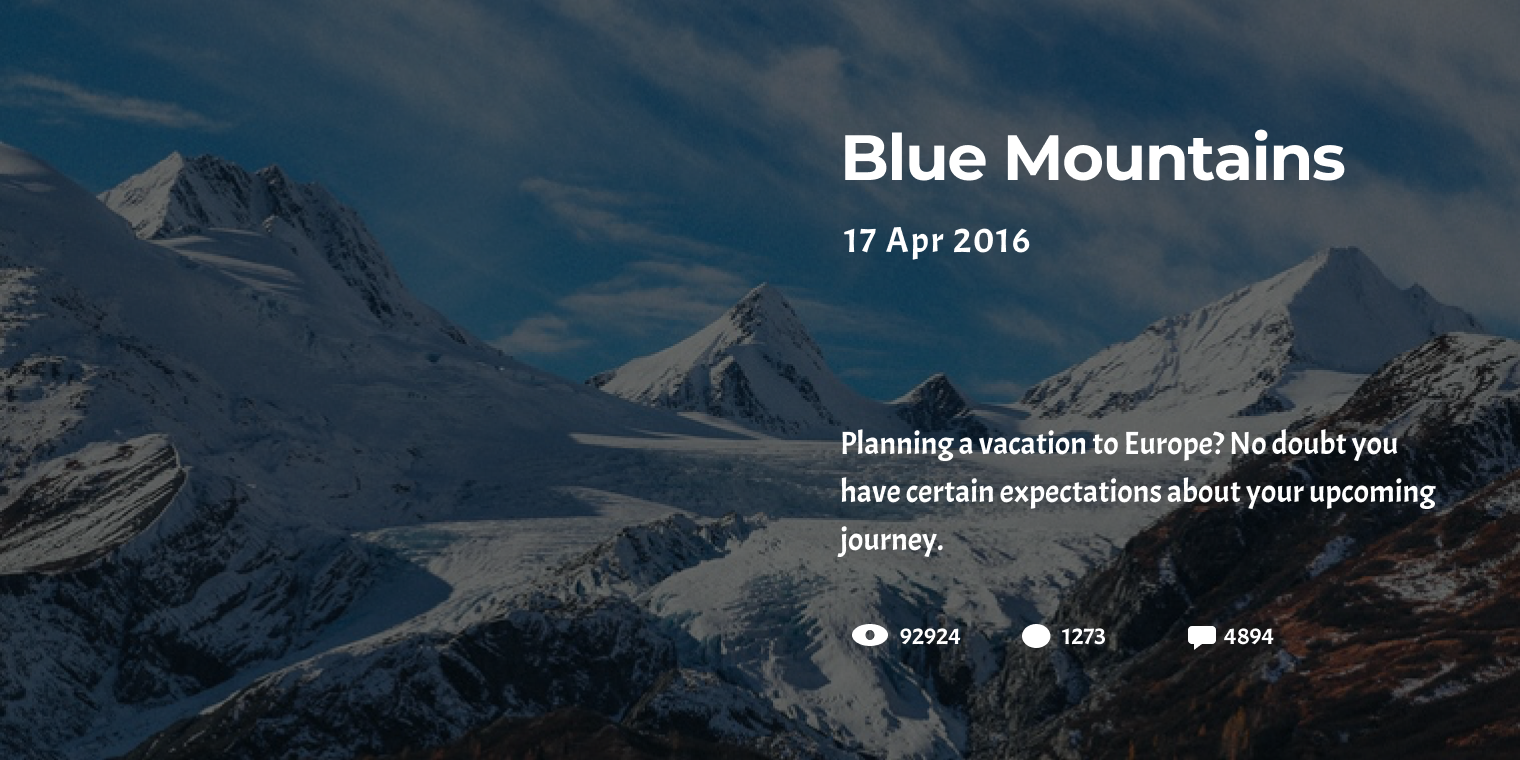 Blue Mountains
17 Apr 2016
Planning a vacation to Europe? No doubt you
have certain expectations about your upcoming
journey.
92924 1273 4894